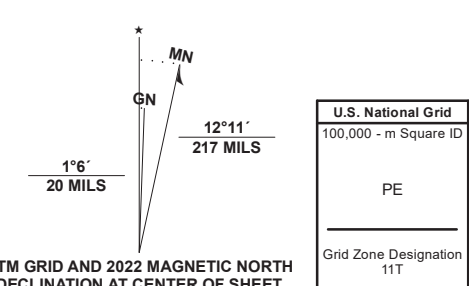 MN
GN
12°11´
217 MILS
1°6´
20 MILS
TM GRID AND 2022 MAGNETIC NORTH
DECLINATION AT CENTER OF SHEET
U.S. National Grid
100,000 - m Square ID
PE
Grid Zone Designation
11T